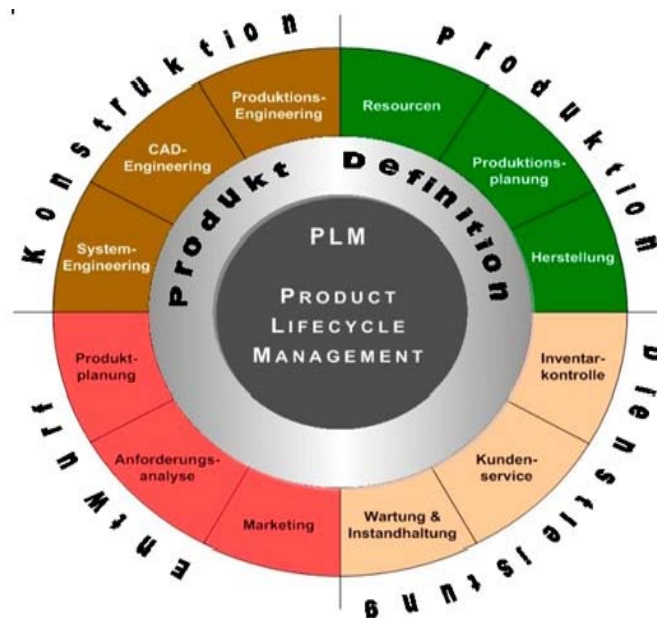 Konstruktion
Produktion
Produktions-
Engineering
CAD-
Engineering
System-
Engineering
Resourcen
Produktions-
planung
Herstellung
Produkt Definition
PLM
PRODUCT
LIFECYCLE
MANAGEMENT
Produkt-
planung
Anforderungs-
analyse
Marketing
Inventar-
kontrolle
Kunden-
service
Wartung &
Instandhaltung
Entwurf
Dienstleistung